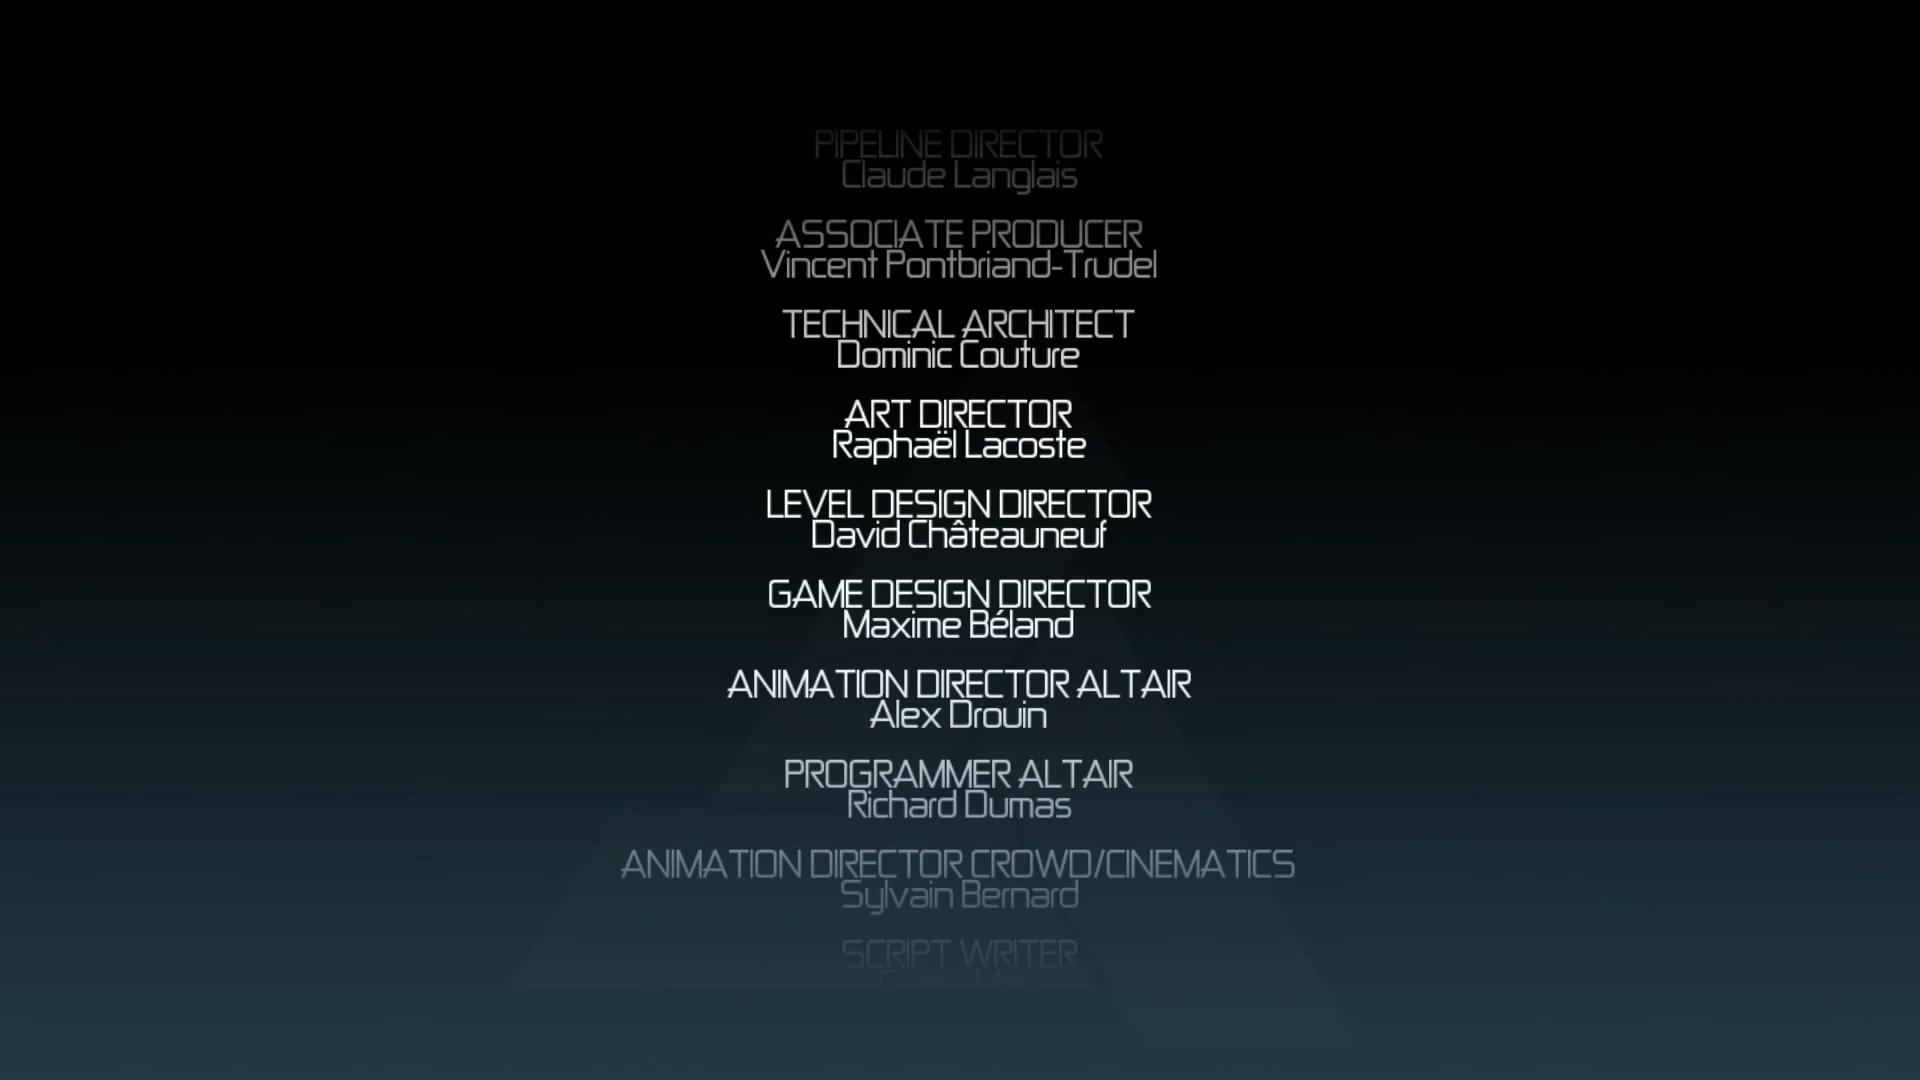 PIPELINE DIRECTOR
Claude Langlais
ASSOCIATE PRODUCER
Vincent Pontbriand-Trudel
TECHNICAL ARCHITECT
Dominic Couture
ART DIRECTOR
Raphaël Lacoste
LEVEL DESIGN DIRECTOR
David Châteauneuf
GAME DESIGN DIRECTOR
Maxime Béland
ANIMATION DIRECTOR ALTAIR
Alex Drouin
PROGRAMMER ALTAIR
Richard Dumas
ANIMATION DIRECTOR CROWD/CINEMATICS
Sylvain Bernard
SCRIPT WRITER